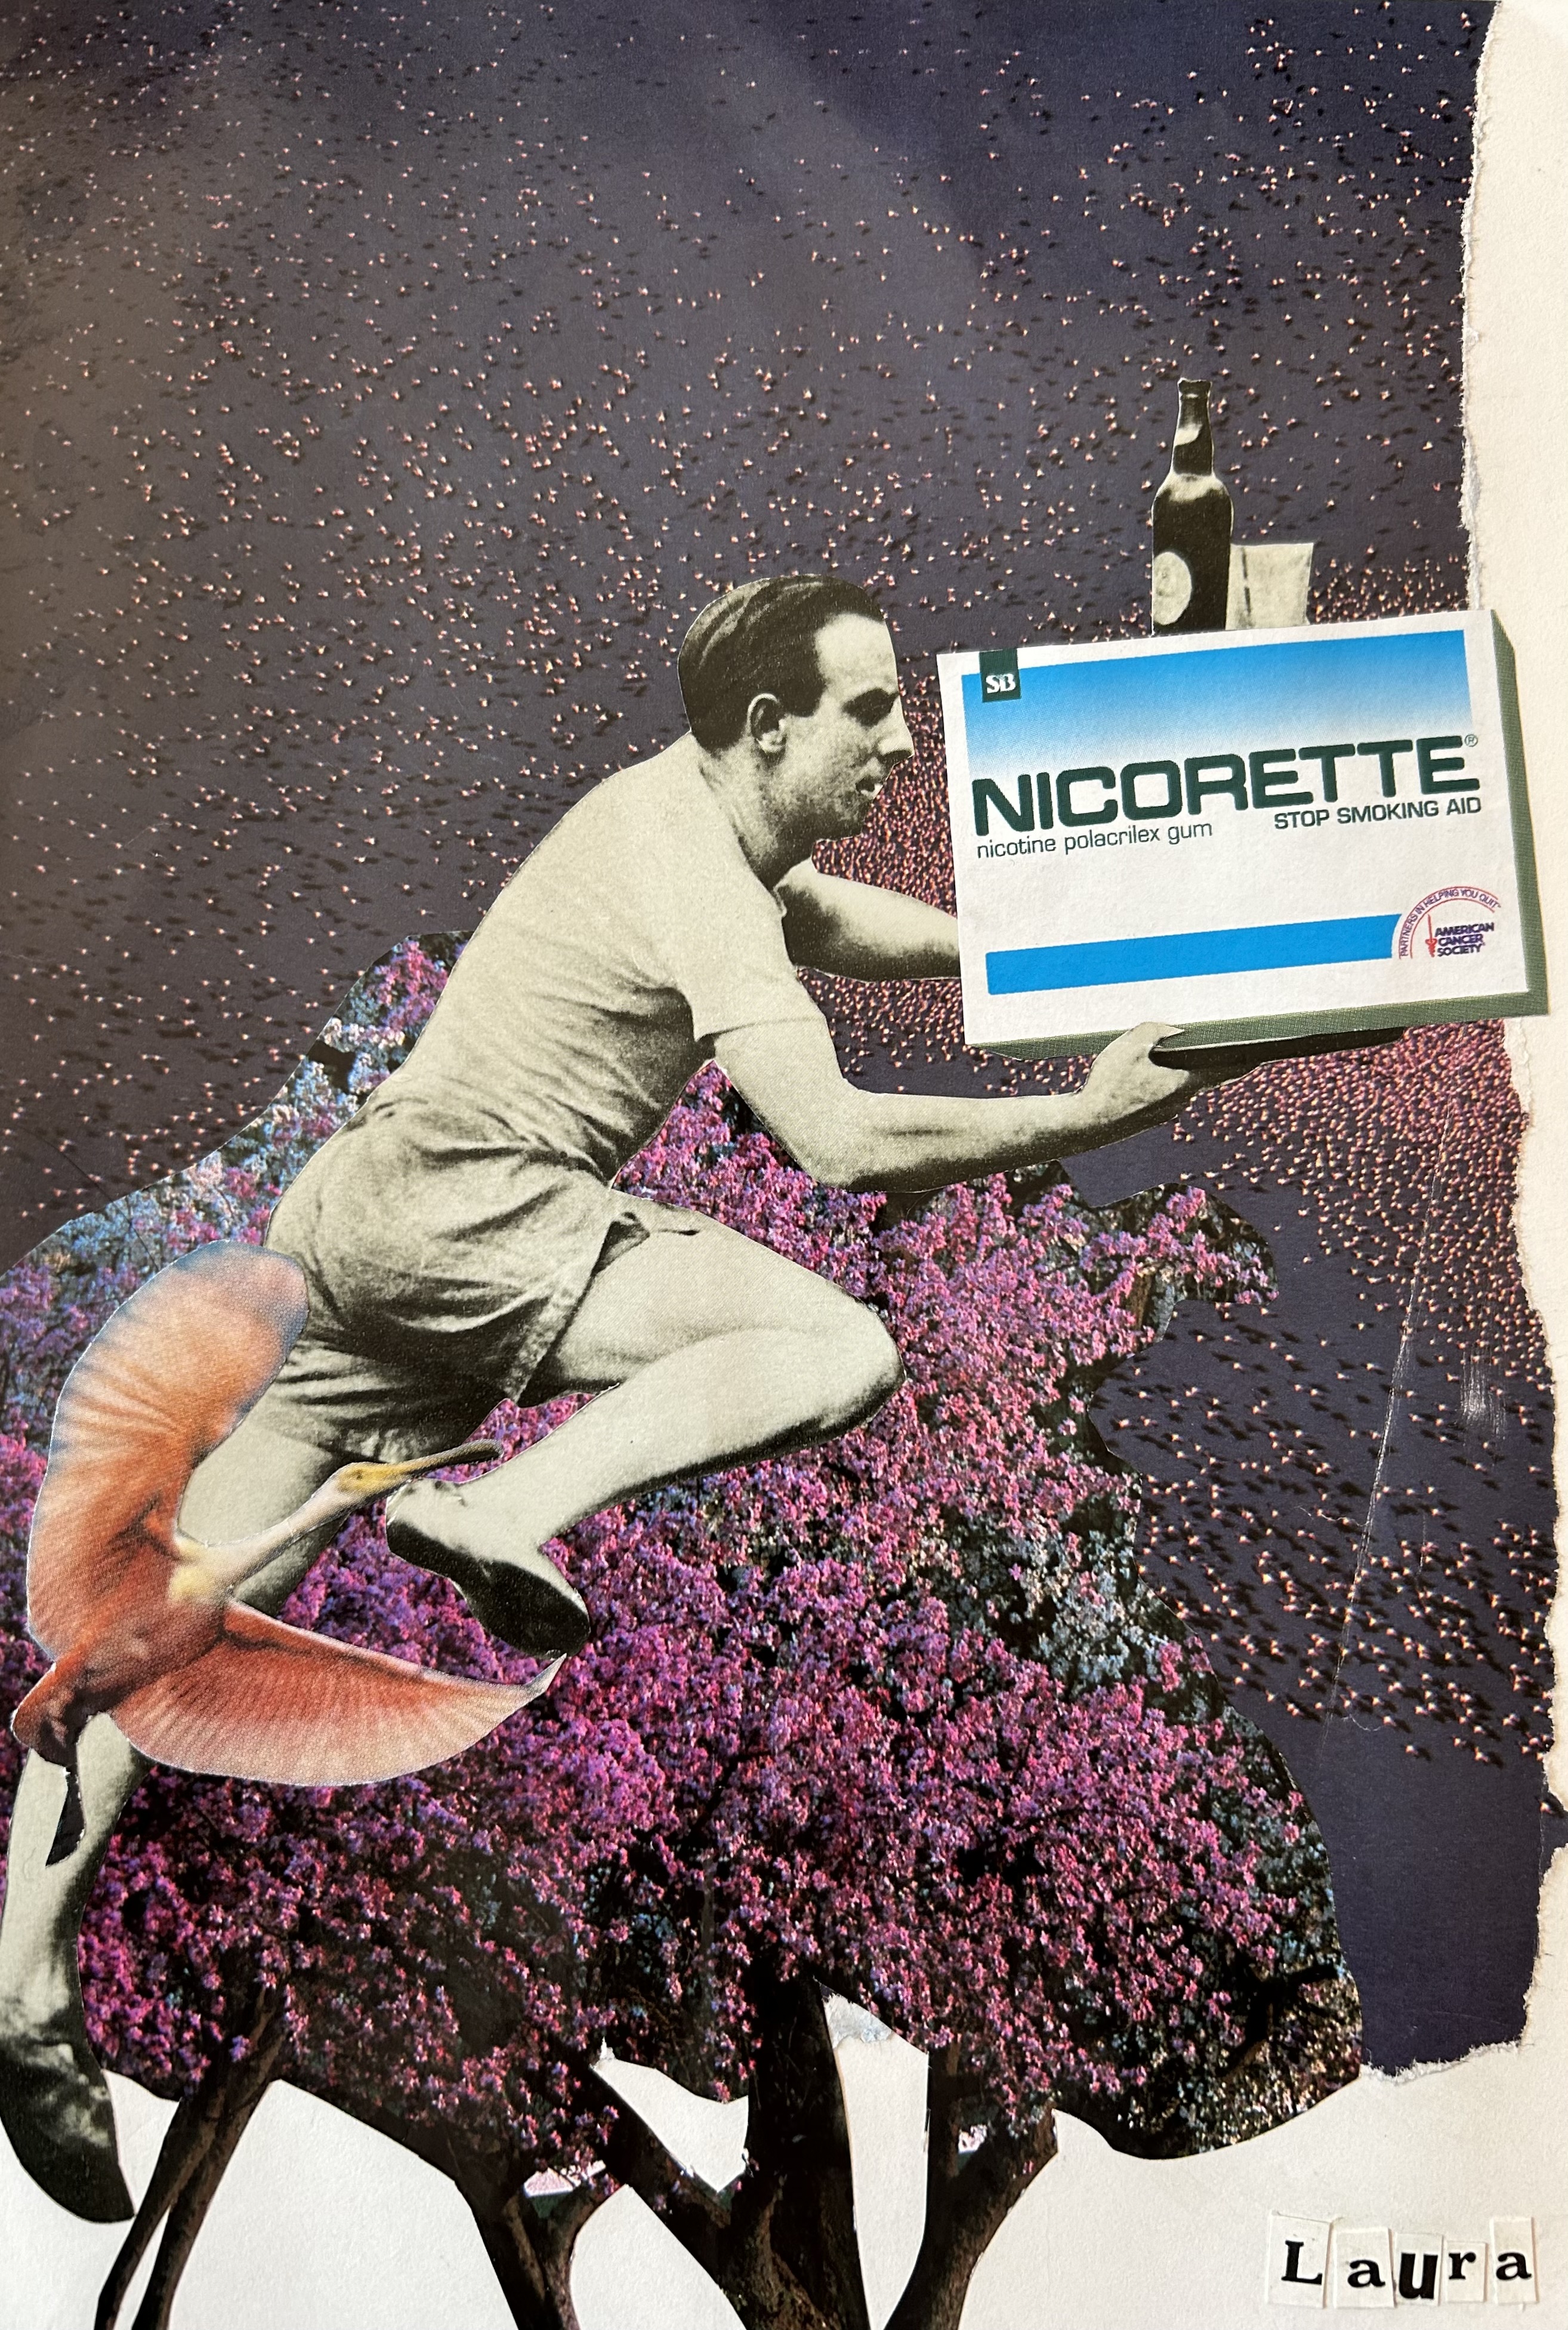 SB
NICORETTE®
STOP SMOKING AID
nicotine polacrilex gum
PARTNERS IN HELPING YOU QUIT
AMERICAN
CANCER
SOCIETY
Laura